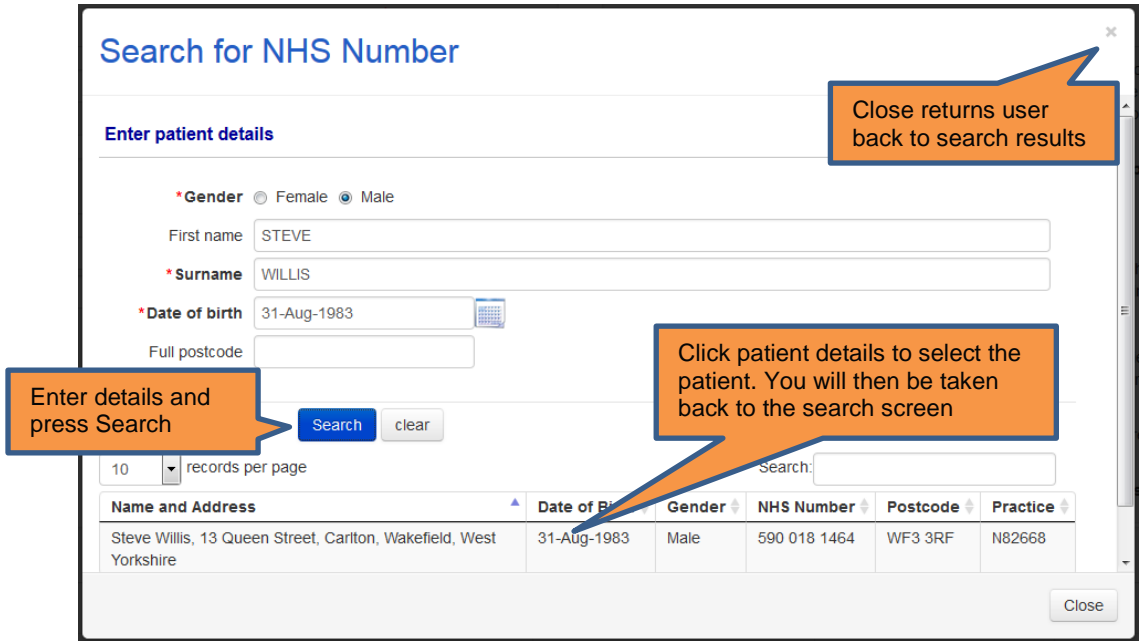 Search for NHS Number
×
Close returns user
back to search results
Enter patient details
*Gender Female Male
First name STEVE
*Surname WILLIS
*Date of birth 31-Aug-1983
Full postcode
Click patient details to select the
patient. You will then be taken
back to the search screen
Enter details and
press Search
Search clear
10 records per page
Search:
Name and Address Date of Gender NHS Number Postcode Practice
Steve Willis, 13 Queen Street, Carlton, Wakefield, West
Yorkshire
31-Aug-1983 Male 590 018 1464 WF3 3RF N82668
Close